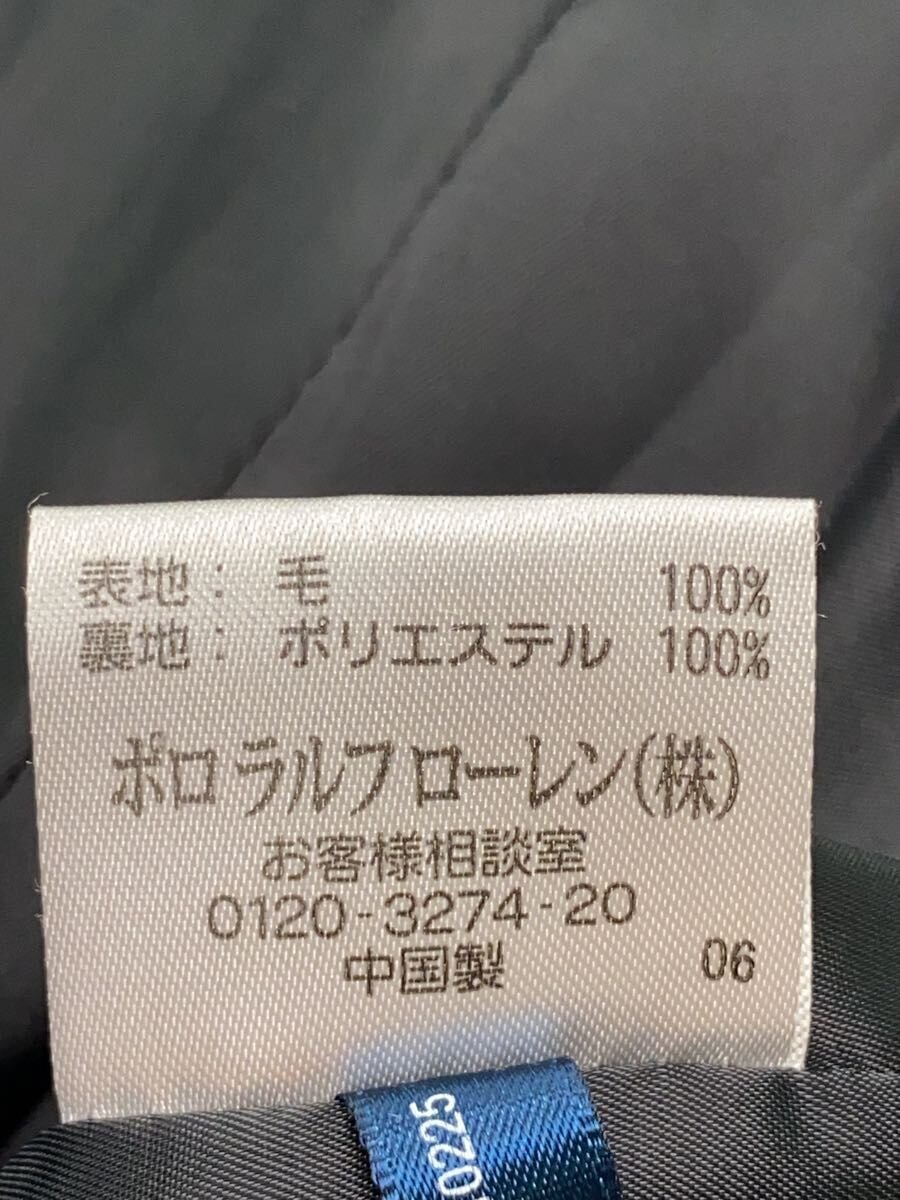 表地： 毛 100%
裏地： ポリエステル 100%
ポロ ラルフ ローレン(株)
お客様相談室
0120-3274-20
中国製 06
0225